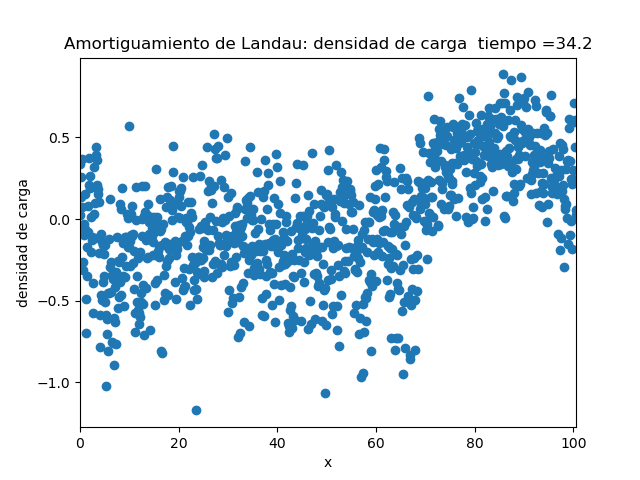 Amortiguamiento de Landau: densidad de carga  tiempo =34.2
densidad de carga
0.5
0.0
−0.5
−1.0
0 20 40 60 80 100
x